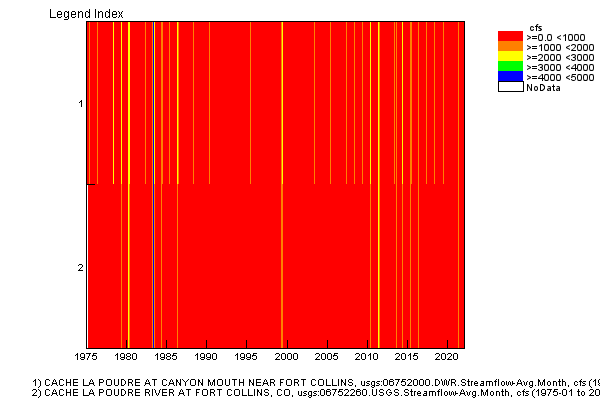 Legend Index
cfs
>=0.0 <1000
>=1000 <2000
>=2000 <3000
>=3000 <4000
>=4000 <5000
NoData
1
2
1975 1980 1985 1990 1995 2000 2005 2010 2015 2020
1) CACHE LA POUDRE AT CANYON MOUTH NEAR FORT COLLINS, usgs:06752000.DWR.Streamflow-Avg.Month, cfs (19
2) CACHE LA POUDRE RIVER AT FORT COLLINS, CO, usgs:06752260.USGS.Streamflow-Avg.Month, cfs (1975-01 to 20